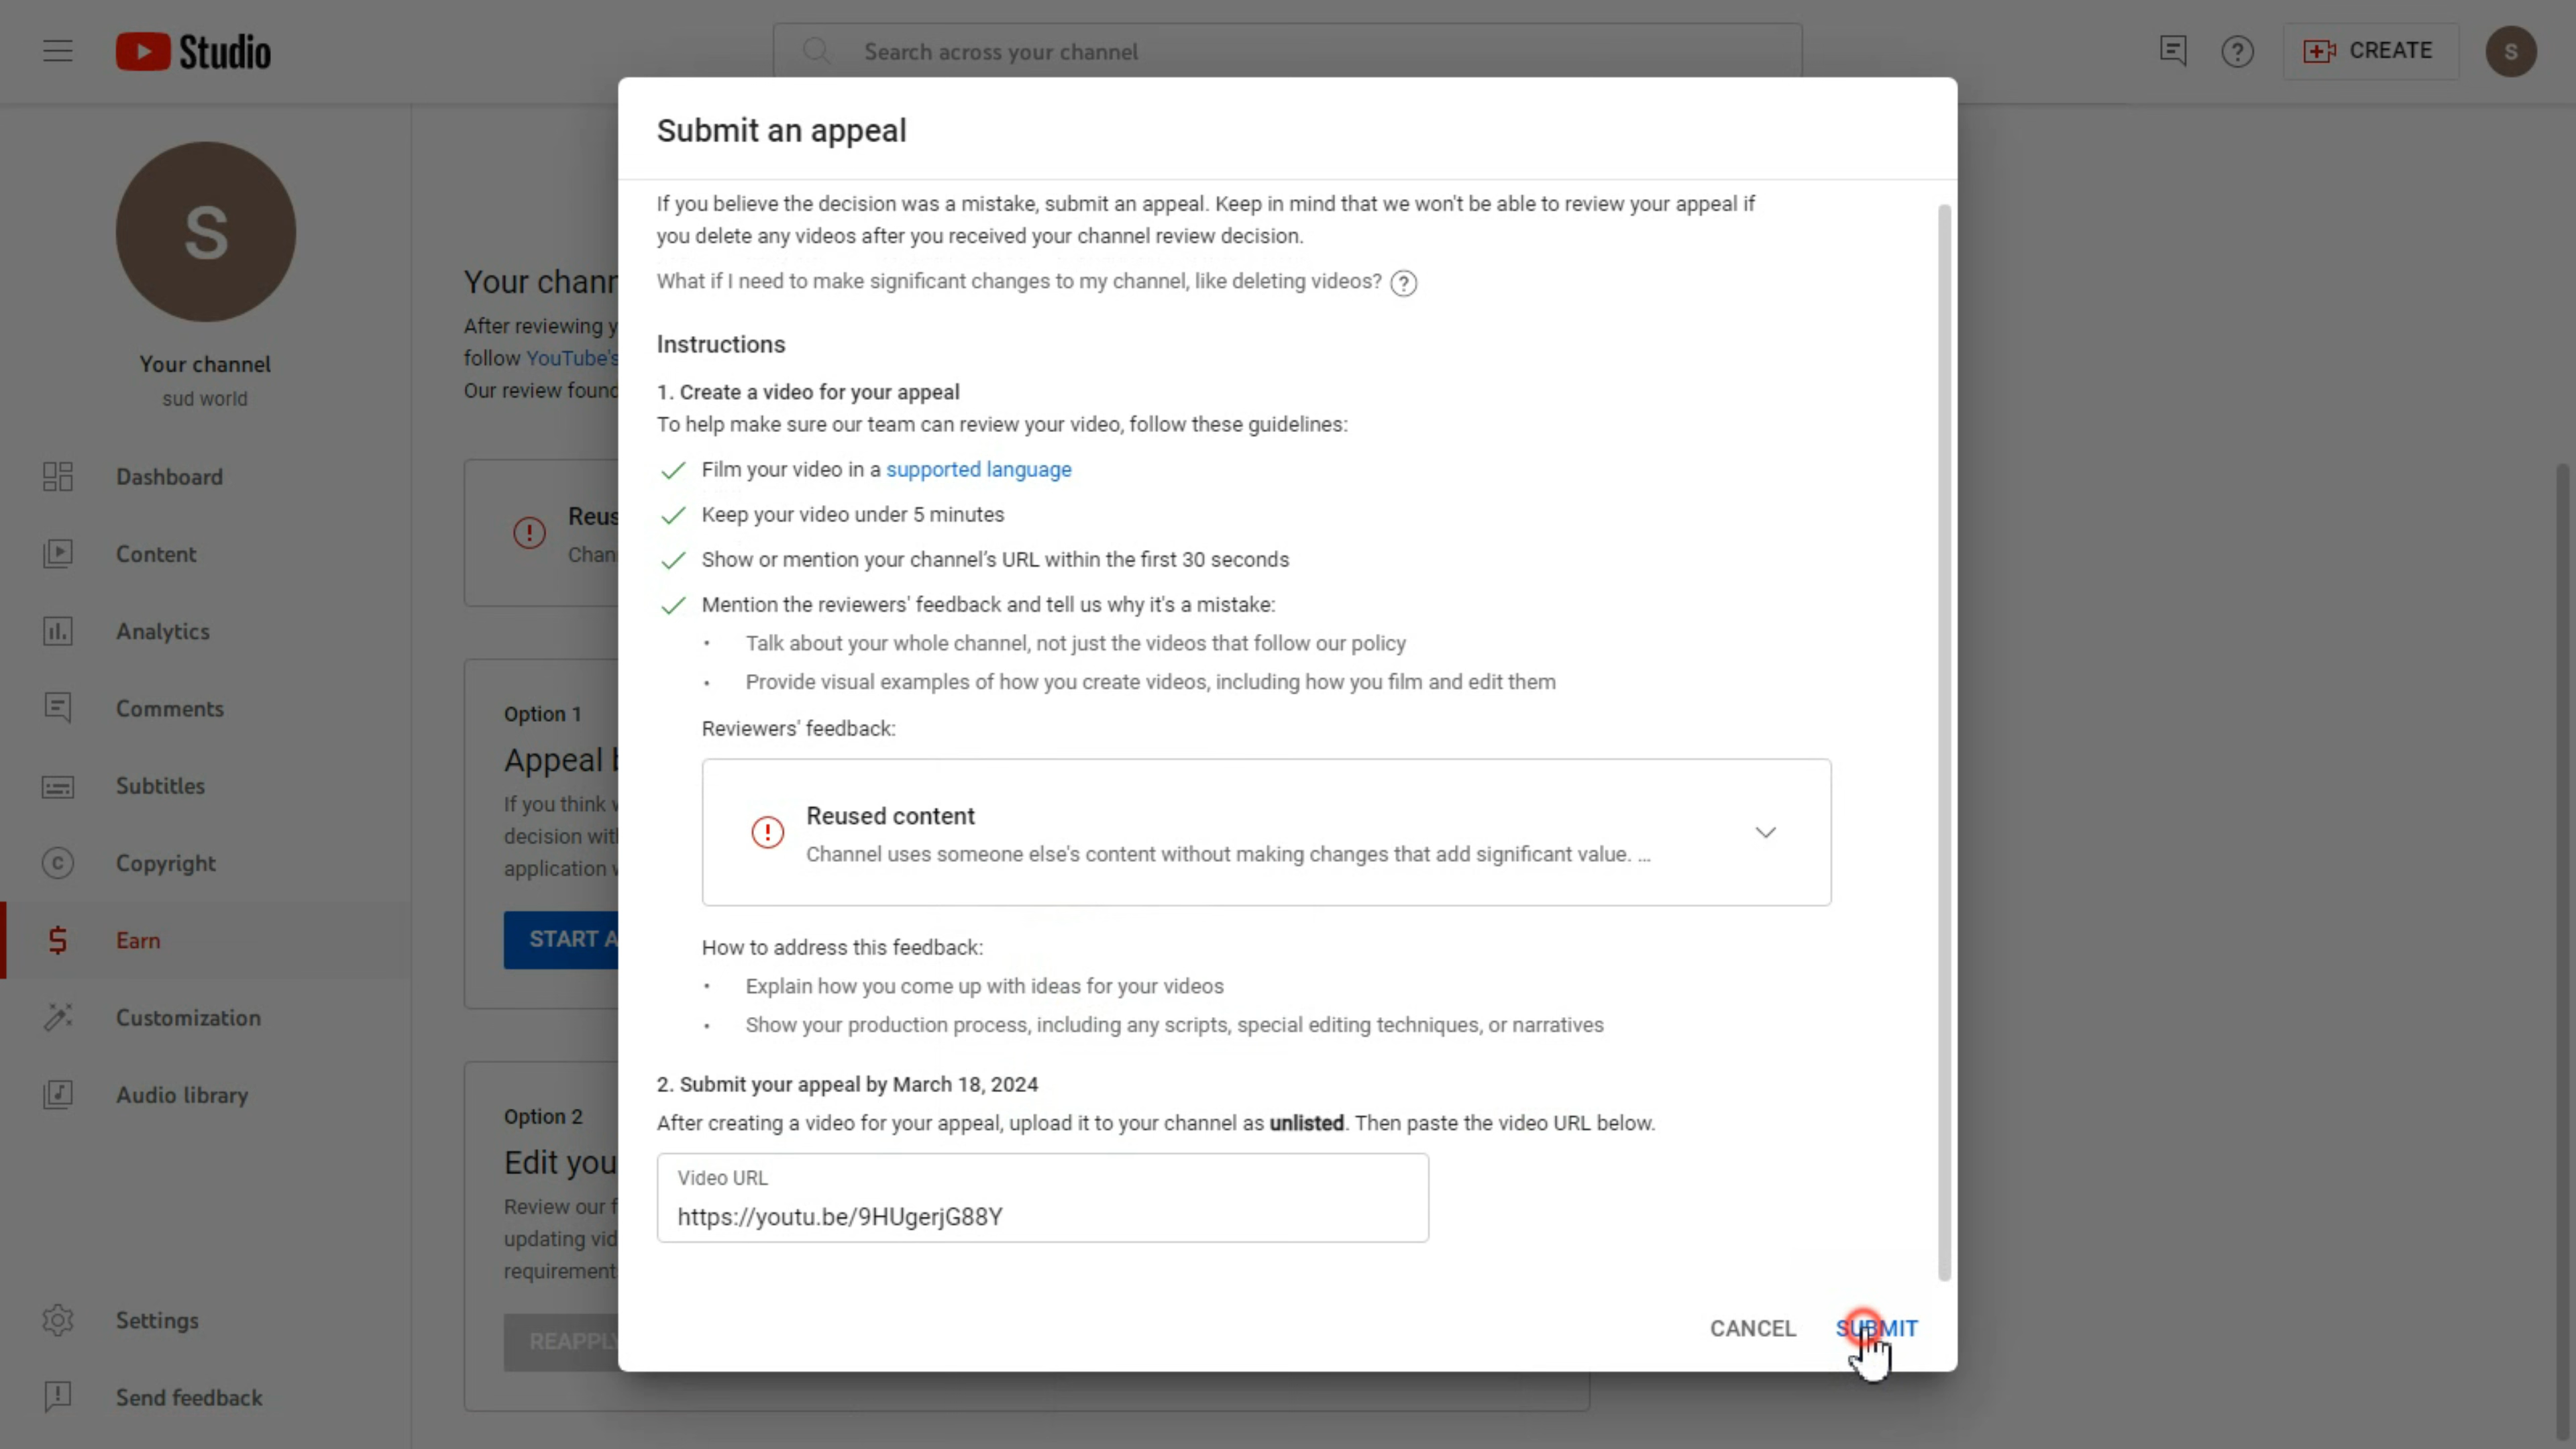 Studio
Search across your channel
CREATE
S
S
Your channel
sud world
Dashboard
Content
Analytics
Comments
Subtitles
Copyright
Earn
Customization
Audio library
Settings
Send feedback
Your chann
After reviewing y
follow YouTube's
Our review found
Reus
Chan
Option 1
Appeal b
If you think w
decision with
application w
START A
Option 2
Edit you
Review our f
updating vid
requirement
REAPPLY
Submit an appeal
If you believe the decision was a mistake, submit an appeal. Keep in mind that we won't be able to review your appeal if
you delete any videos after you received your channel review decision.
What if I need to make significant changes to my channel, like deleting videos? ?
Instructions
1. Create a video for your appeal
To help make sure our team can review your video, follow these guidelines:
Film your video in a supported language
Keep your video under 5 minutes
Show or mention your channel's URL within the first 30 seconds
Mention the reviewers' feedback and tell us why it's a mistake:
• Talk about your whole channel, not just the videos that follow our policy
• Provide visual examples of how you create videos, including how you film and edit them
Reviewers' feedback:
Reused content
Channel uses someone else's content without making changes that add significant value. ...
How to address this feedback:
• Explain how you come up with ideas for your videos
• Show your production process, including any scripts, special editing techniques, or narratives
2. Submit your appeal by March 18, 2024
After creating a video for your appeal, upload it to your channel as unlisted. Then paste the video URL below.
Video URL
https://youtu.be/9HUgerjG88Y
CANCEL
SUBMIT